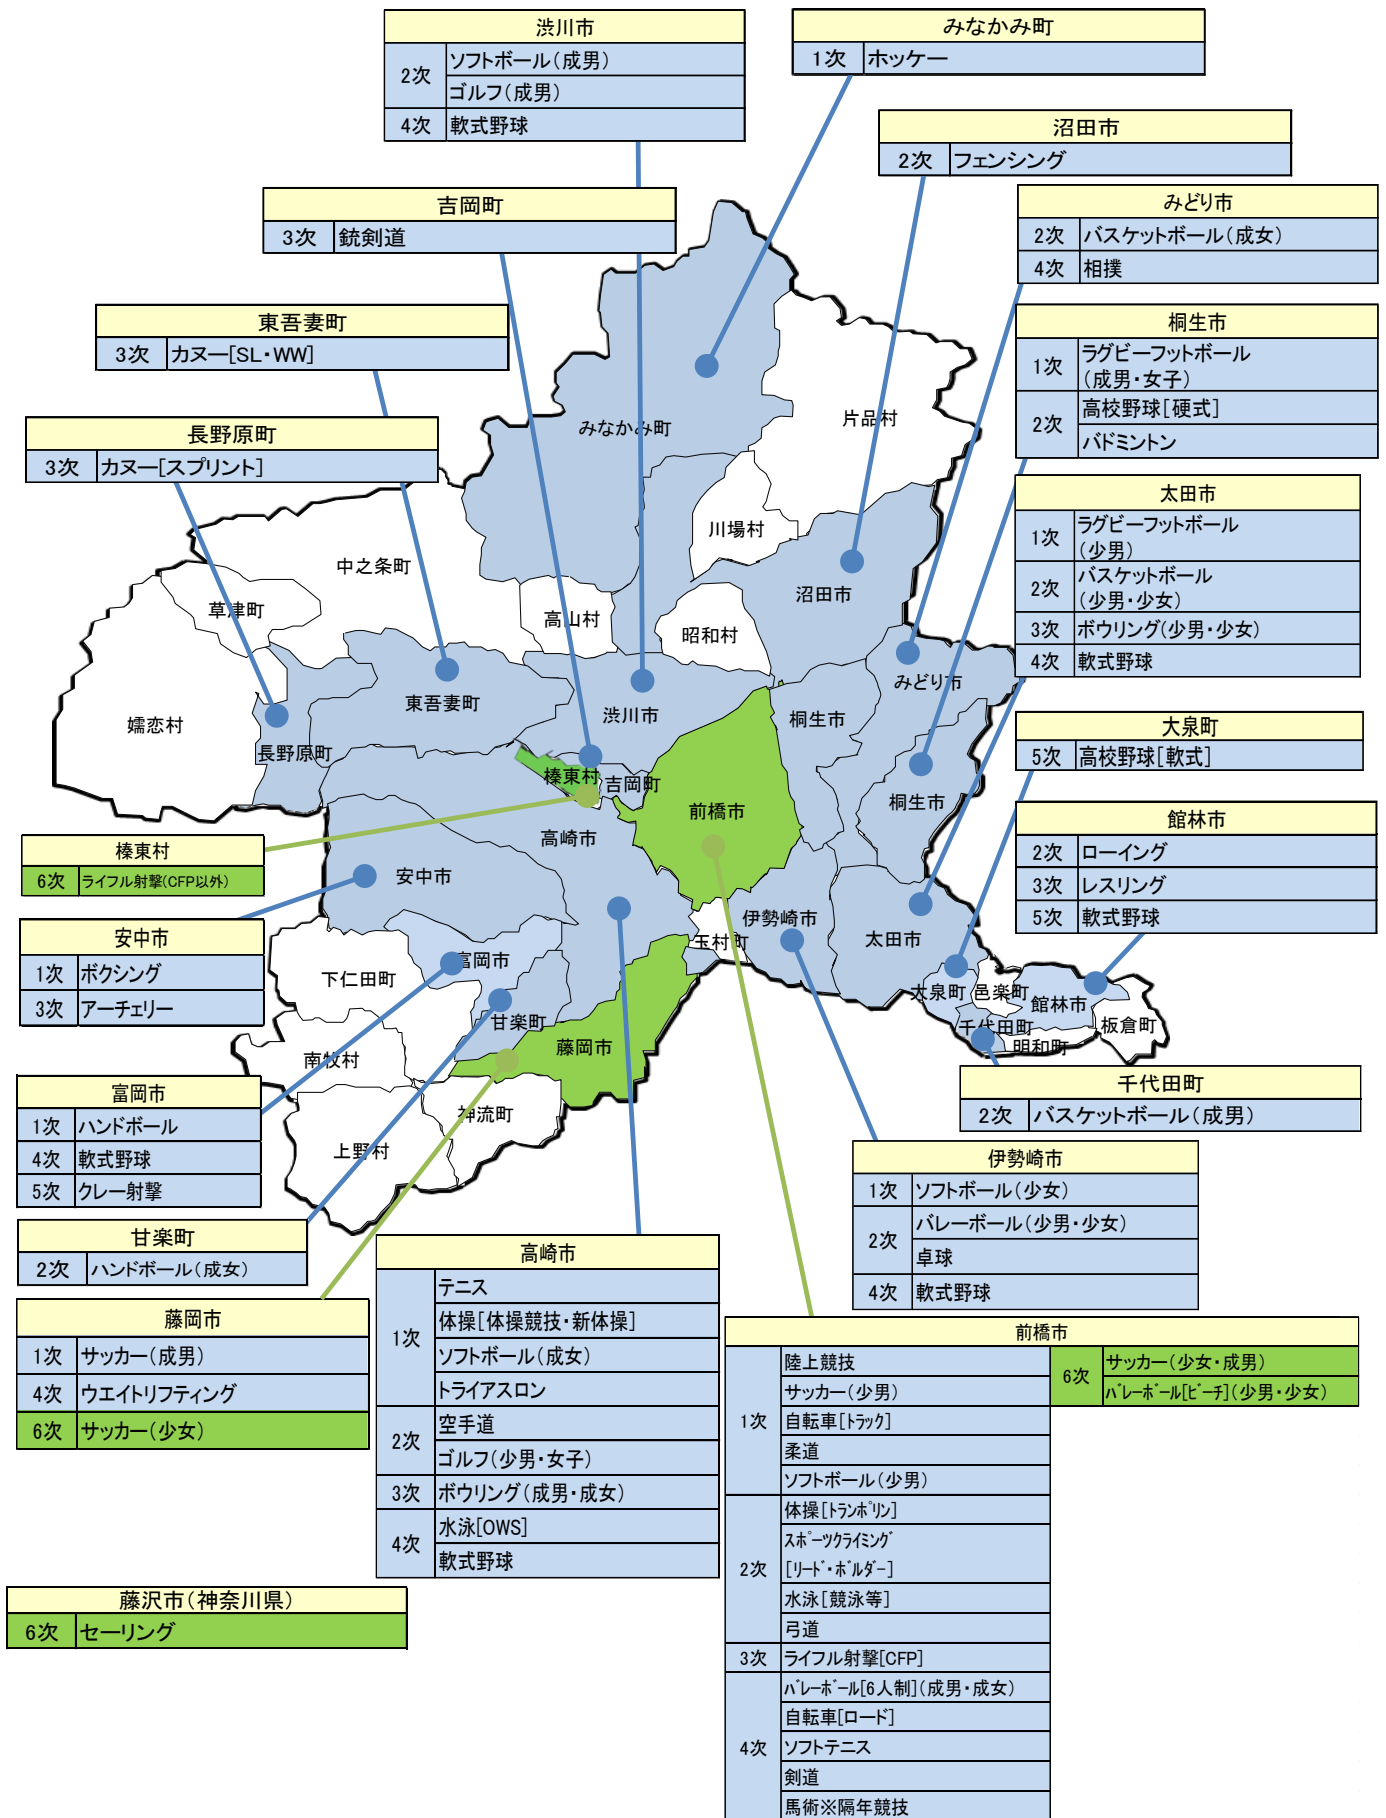 渋川市
2次 ソフトボール(成男)
ゴルフ(成男)
4次 軟式野球
みなかみ町
1次 ホッケー
沼田市
2次 フェンシング
吉岡町
3次 銃剣道
みどり市
2次 バスケットボール(成女)
4次 相撲
東吾妻町
3次 カヌー[SL・WW]
桐生市
1次 ラグビーフットボール
(成男・女子)
2次 高校野球[硬式]
バドミントン
長野原町
3次 カヌー[スプリント]
太田市
1次 ラグビーフットボール
(少男)
2次 バスケットボール
(少男・少女)
3次 ボウリング(少男・少女)
4次 軟式野球
大泉町
5次 高校野球[軟式]
館林市
2次 ローイング
3次 レスリング
5次 軟式野球
みなかみ町
片品村
川場村
中之条町
草津町
高山村
昭和村
沼田市
みどり市
東吾妻町
渋川市
桐生市
嬬恋村
長野原町
榛東村
吉岡町
前橋市
桐生市
高崎市
安中市
伊勢崎市
太田市
玉村町
富岡市
下仁田町
甘楽町
藤岡市
大泉町
邑楽町
館林市
千代田町
明和町
板倉町
南牧村
神流町
上野村
榛東村
6次 ライフル射撃(CFP以外)
安中市
1次 ボクシング
3次 アーチェリー
富岡市
1次 ハンドボール
4次 軟式野球
5次 クレー射撃
千代田町
2次 バスケットボール(成男)
伊勢崎市
1次 ソフトボール(少女)
2次 バレーボール(少男・少女)
卓球
4次 軟式野球
甘楽町
2次 ハンドボール(成女)
藤岡市
1次 サッカー(成男)
4次 ウエイトリフティング
6次 サッカー(少女)
高崎市
1次 テニス
体操[体操競技・新体操]
ソフトボール(成女)
トライアスロン
2次 空手道
ゴルフ(少男・女子)
3次 ボウリング(成男・成女)
4次 水泳[OWS]
軟式野球
前橋市
1次 陸上競技
サッカー(少男)
自転車[トラック]
柔道
ソフトボール(少男)
2次 体操[トランポリン]
スポーツクライミング
[リード・ボルダー]
水泳[競泳等]
弓道
3次 ライフル射撃[CFP]
4次 バレーボール[6人制](成男・成女)
自転車[ロード]
ソフトテニス
剣道
馬術※隔年競技
6次 サッカー(少女・成男)
バレーボール[ビーチ](少男・少女)
藤沢市(神奈川県)
6次 セーリング